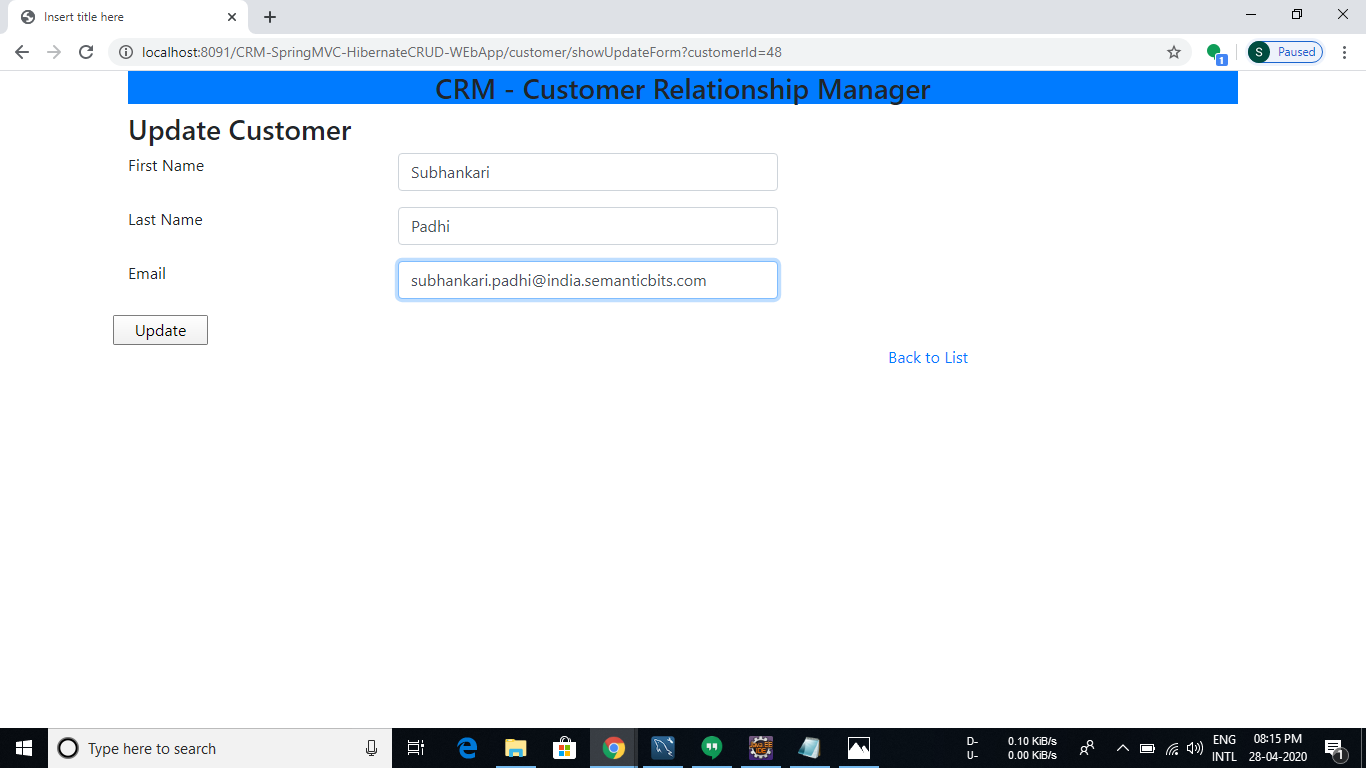 Insert title here
localhost:8091/CRM-SpringMVC-HibernateCRUD-WEbApp/customer/showUpdateForm?customerId=48
1
S Paused
CRM - Customer Relationship Manager
Update Customer
First Name Subhankari
Last Name Padhi
Email subhankari.padhi@india.semanticbits.com
Update
Back to List
Type here to search
D- 0.10 KiB/s
U- 0.00 KiB/s
ENG
INTL
08:15 PM
28-04-2020
1